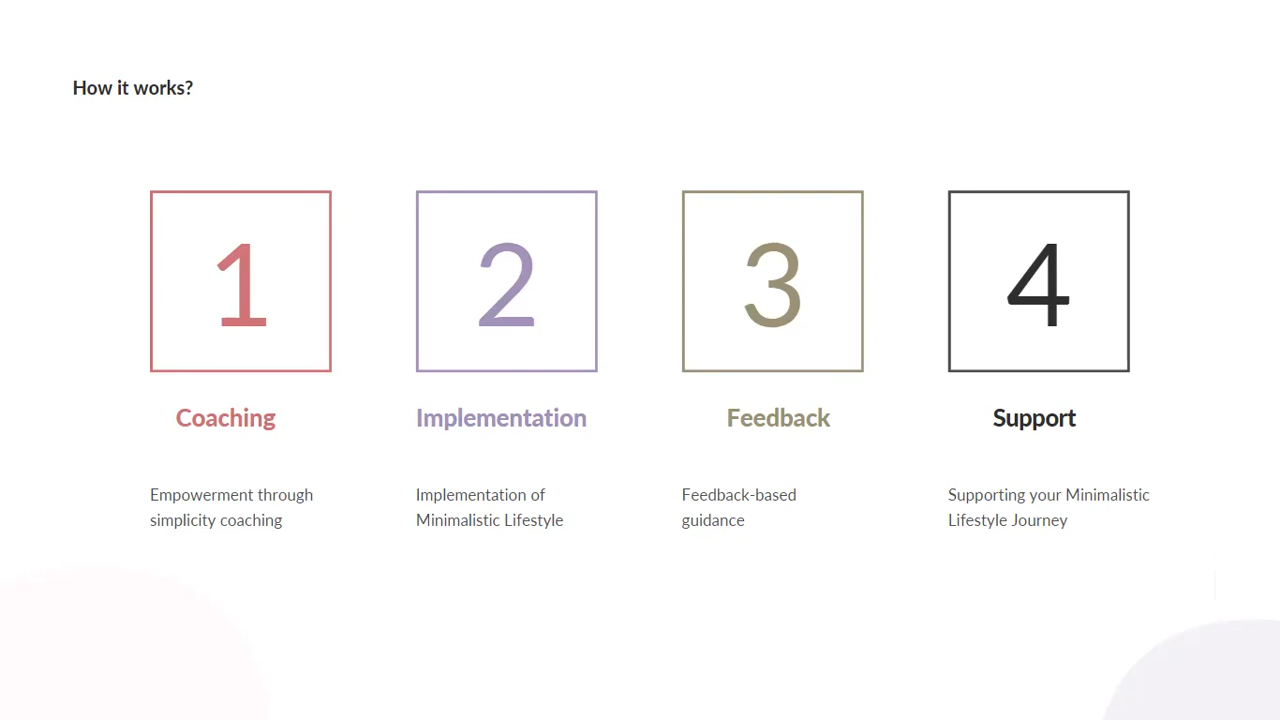 How it works?
1
2
3
4
Coaching
Implementation
Feedback
Support
Empowerment through
simplicity coaching
Implementation of
Minimalistic Lifestyle
Feedback-based
guidance
Supporting your Minimalistic
Lifestyle Journey